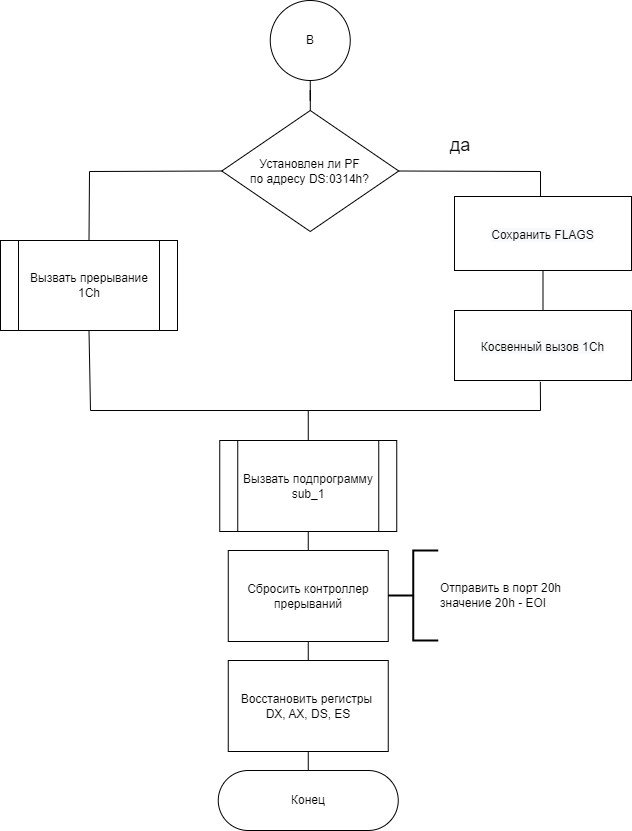 В
Установлен ли PF
по адресу DS:0314h?
да
Вызвать прерывание
1Ch
Сохранить FLAGS
Косвенный вызов 1Ch
Вызвать подпрограмму
sub_1
Сбросить контроллер
прерываний
Отправить в порт 20h
значение 20h - EOI
Восстановить регистры
DX, AX, DS, ES
Конец